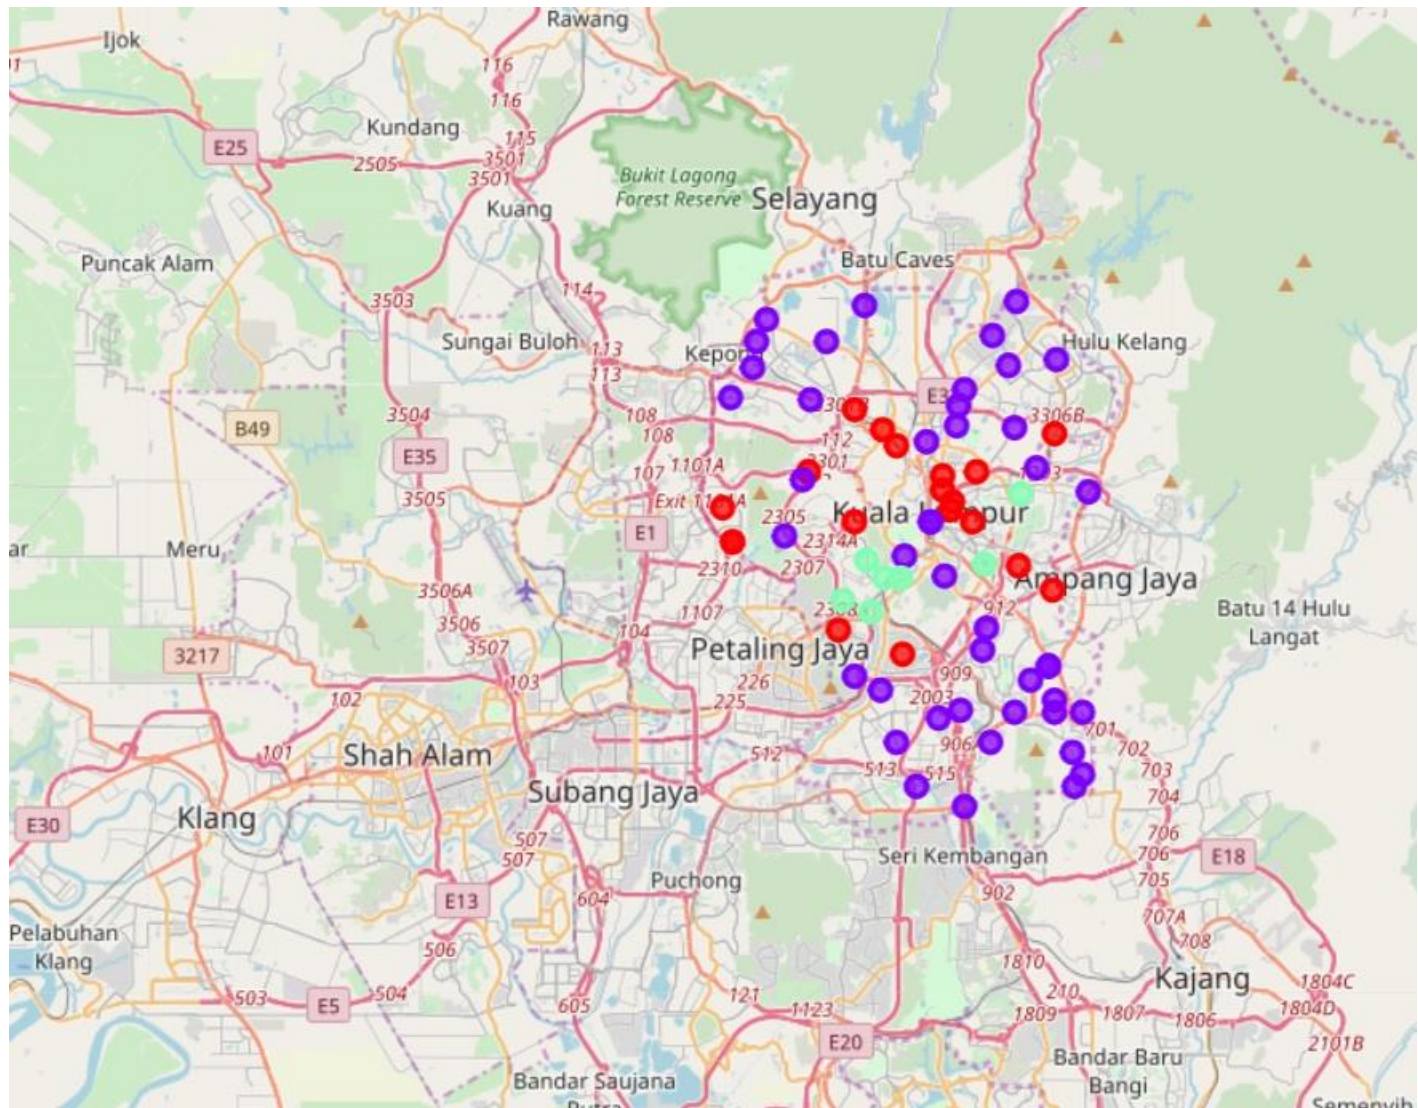 Rawang
Ijok
116
116
E25
Kundang
115
3501
2505
3501
Bukit Lagong
Forest Reserve
Selayang
Kuang
Batu Caves
Puncak Alam
114
3503
Sungai Buloh
113
Kepong
Hulu Kelang
113
3504
108
3306B
B49
108
112
E35
1101A
2301
107
3505
Kuala Lumpur
2305
E1
2314A
Meru
2310
2307
Ampang Jaya
3506A
1107
912
Batu 14 Hulu
Langat
3506
104
3507
Petaling Jaya
3217
909
103
226
102
225
2003
701
101
Shah Alam
906
702
512
513
515
703
Subang Jaya
704
E30
Klang
507
706
507
Seri Kembangan
706
E18
Puchong
705
604
902
E13
707A
Pelabuhan
Klang
506
708
1810
Kajang
503
E5
504
605
121
1123
210
1804C
1809
1807
1806
1804D
E20
2101B
Bandar Saujana
Bandar Baru
Bangi